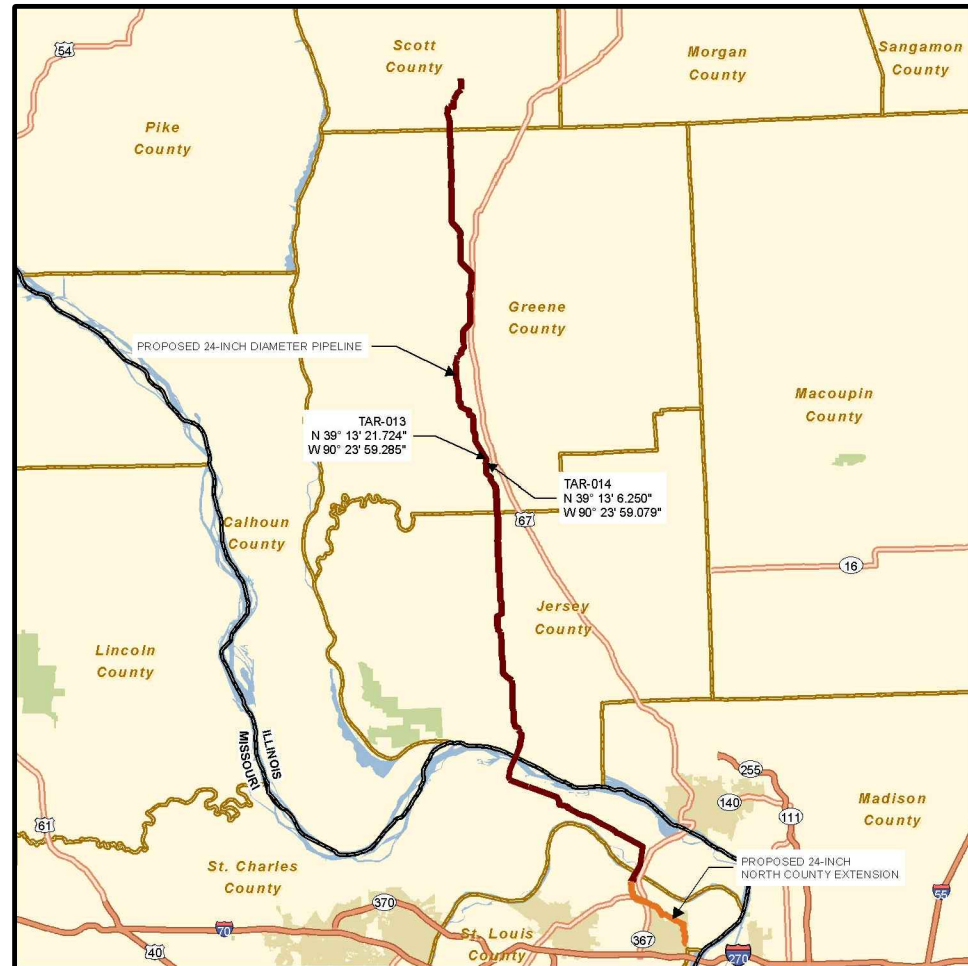 54
Scott
County
Morgan
County
Sangamon
County
Pike
County
Greene
County
PROPOSED 24-INCH DIAMETER PIPELINE
Macoupin
County
TAR-013
N 39° 13' 21.724"
W 90° 23' 59.285"
TAR-014
N 39° 13' 6.250"
W 90° 23' 59.079"
67
Calhoun
County
16
Jersey
County
Lincoln
County
ILLINOIS
MISSOURI
255
140
111
Madison
County
61
St. Charles
County
PROPOSED 24-INCH
NORTH COUNTY EXTENSION
55
370
70
St. Louis
County
367
40
270